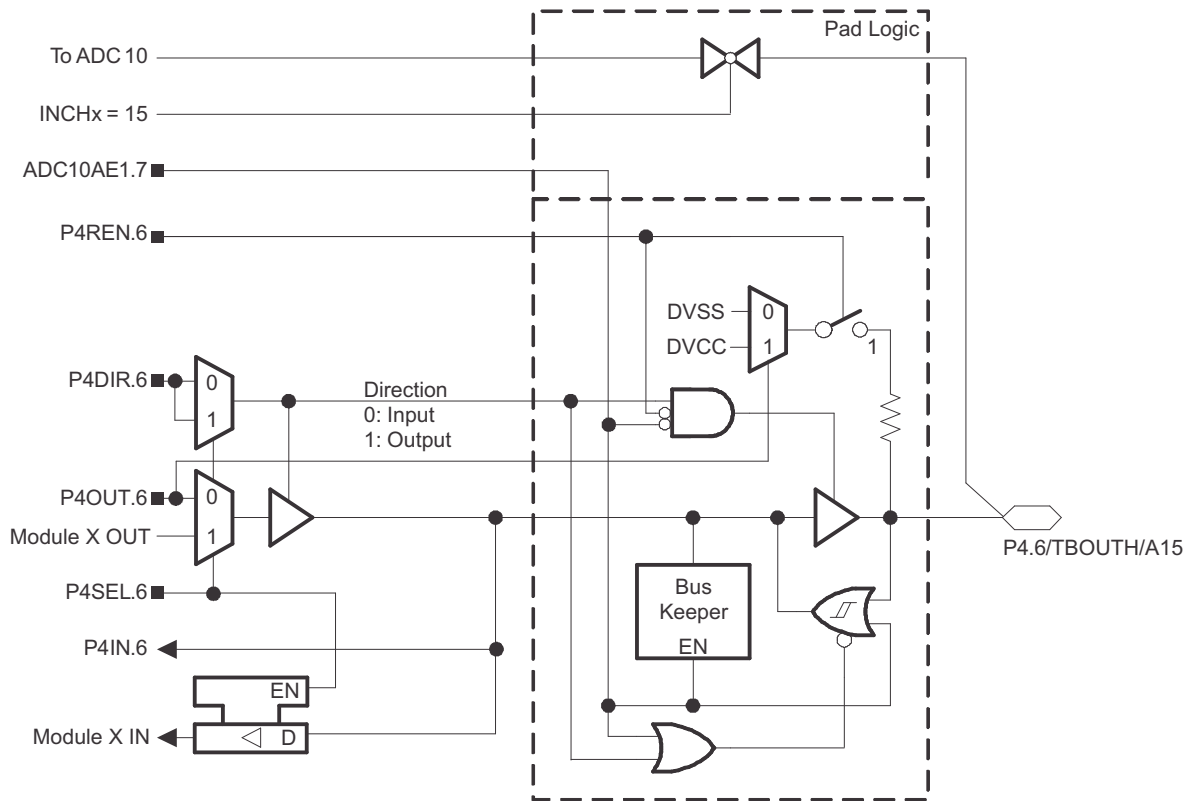 Pad Logic
To ADC 10
INCHx = 15
ADC10AE1.7
P4REN.6
DVSS
0
DVCC
1
1
P4DIR.6
0
1
Direction
0: Input
1: Output
P4OUT.6
0
Module X OUT
1
P4.6/TBOUTH/A15
P4SEL.6
Bus
Keeper
EN
P4IN.6
EN
Module X IN
D